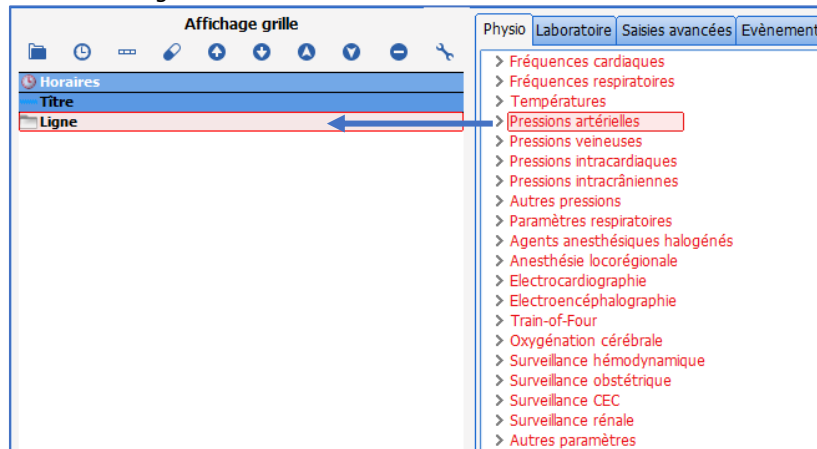 Affichage grille
Horaires
Titre
Ligne
Physio Laboratoire Saisies avancées Evènement
Fréquences cardiaques
Fréquences respiratoires
Températures
Pressions artérielles
Pressions veineuses
Pressions intracardiaques
Pressions intracrâniennes
Autres pressions
Paramètres respiratoires
Agents anesthésiques halogénés
Anesthésie locorégionale
Electrocardiographie
Electroencéphalographie
Train-of-Four
Oxygénation cérébrale
Surveillance hémodynamique
Surveillance obstétrique
Surveillance CEC
Surveillance rénale
Autres paramètres